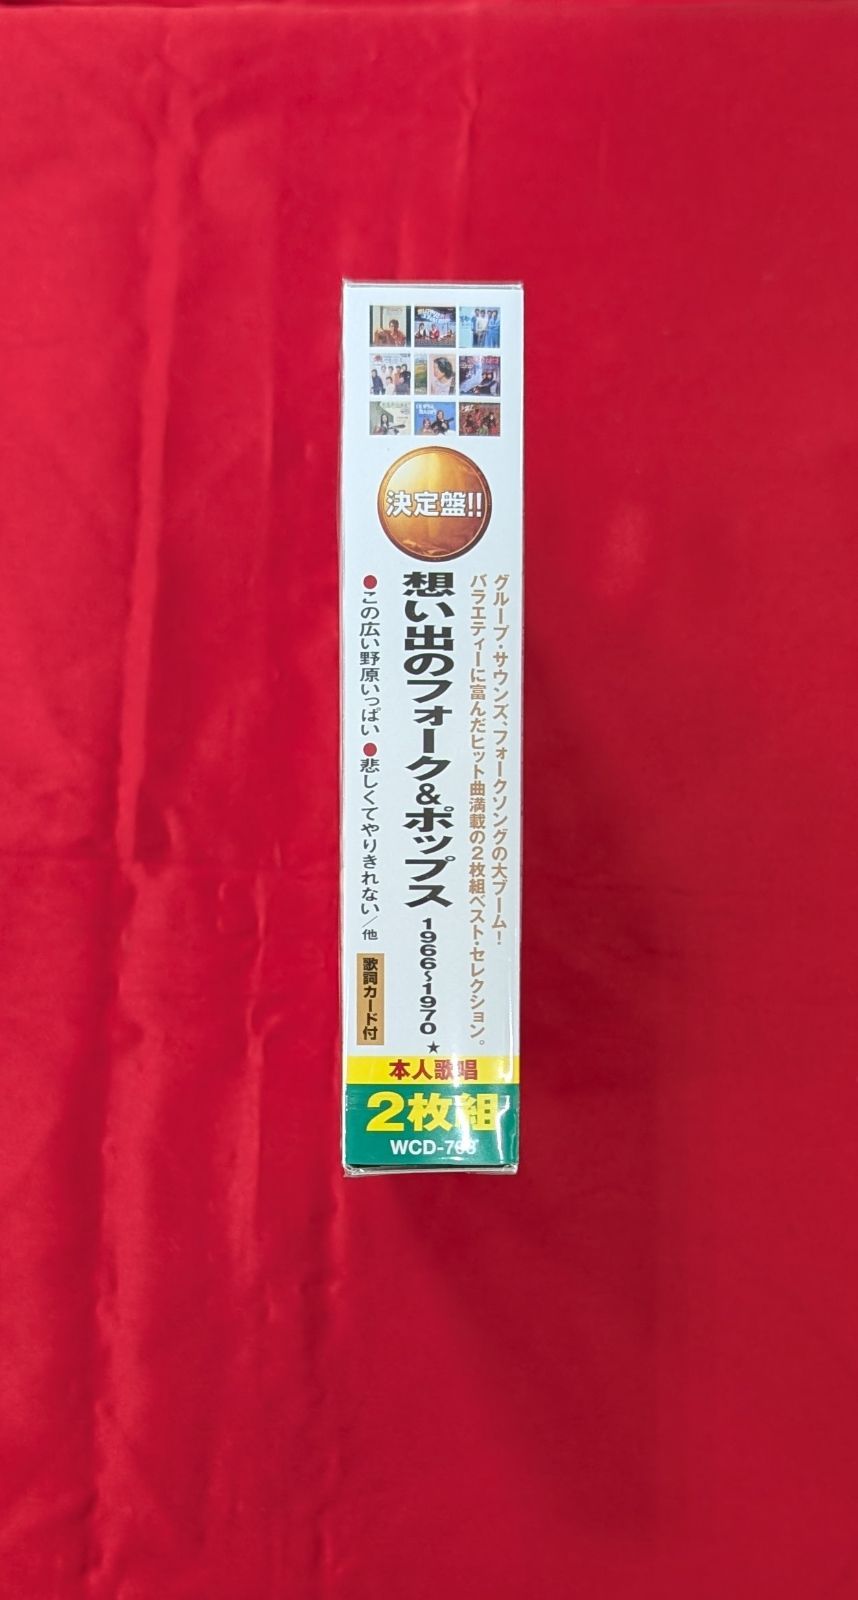 決定盤!!
グループ・サウンズ、フォークソングの大ブーム!
バラエティーに富んだヒット曲満載の2枚組ベスト・セレクション。
想い出のフォーク&ポップス 1966~1970 ★
●この広い野原いっぱい ●悲しくてやりきれない/他
歌詞カード付
本人歌唱
2枚組